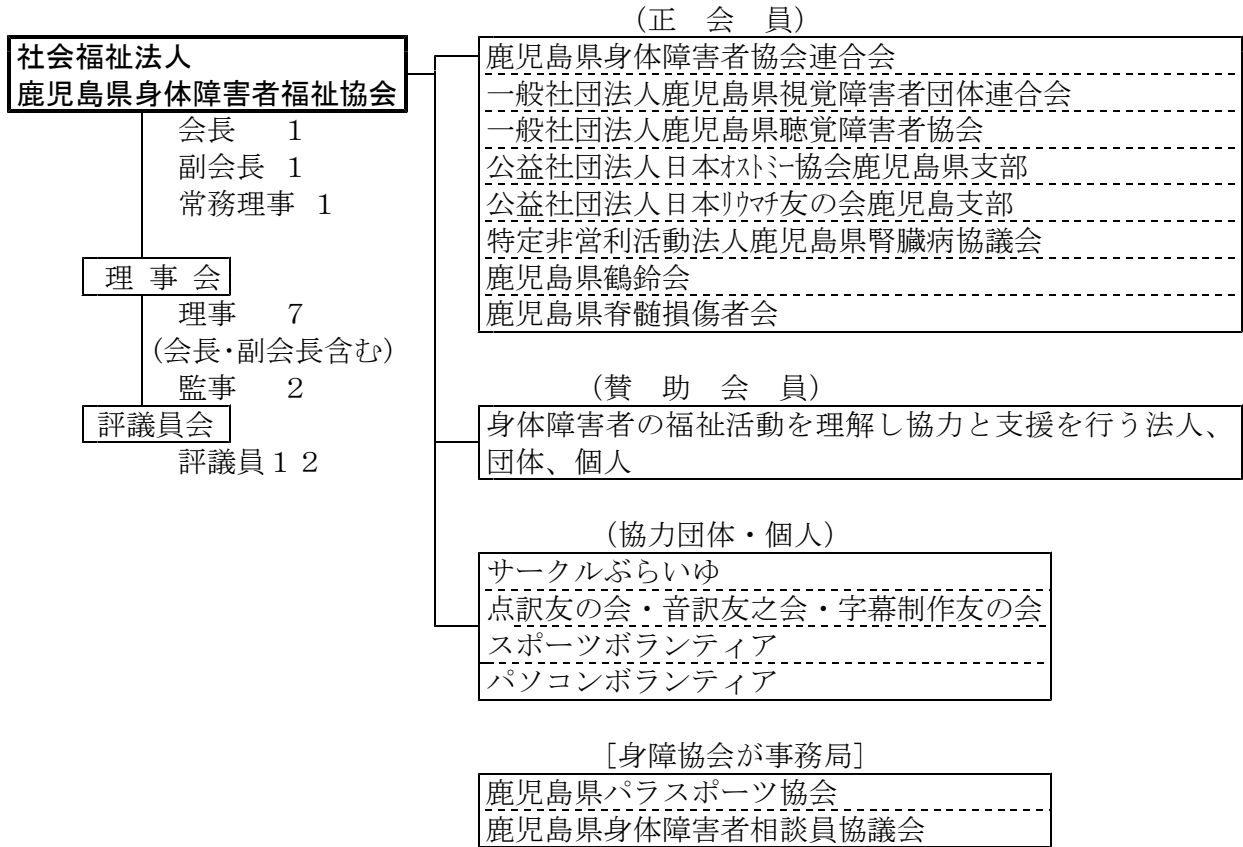 社会福祉法人
鹿児島県身体障害者福祉協会
会長 1
副会長 1
常務理事 1
理事会
理事 7
(会長・副会長含む)
監事 2
評議員会
評議員12
(正会員)
鹿児島県身体障害者協会連合会
一般社団法人鹿児島県視覚障害者団体連合会
一般社団法人鹿児島県聴覚障害者協会
公益社団法人日本ｵｽﾄﾐｰ協会鹿児島県支部
公益社団法人日本ﾘｳﾏﾁ友の会鹿児島支部
特定非営利活動法人鹿児島県腎臓病協議会
鹿児島県鶴鈴会
鹿児島県脊髄損傷者会
(賛助会員)
身体障害者の福祉活動を理解し協力と支援を行う法人、
団体、個人
(協力団体・個人)
サークルぶらいゆ
点訳友の会・音訳友之会・字幕制作友の会
スポーツボランティア
パソコンボランティア
[身障協会が事務局]
鹿児島県パラスポーツ協会
鹿児島県身体障害者相談員協議会